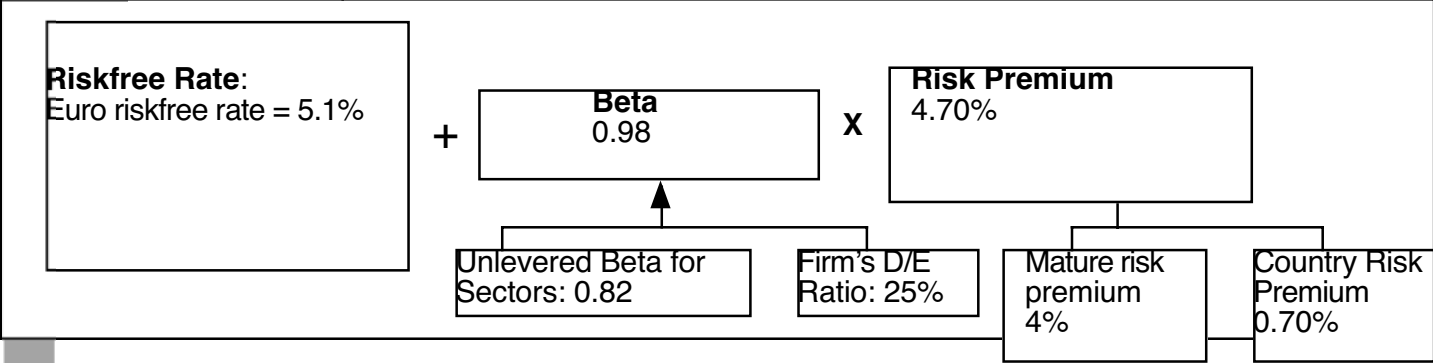 Riskfree Rate:
Euro riskfree rate = 5.1%
+
Beta
0.98
X
Risk Premium
4.70%
Unlevered Beta for
Sectors: 0.82
Firm's D/E
Ratio: 25%
Mature risk
premium
4%
Country Risk
Premium
0.70%